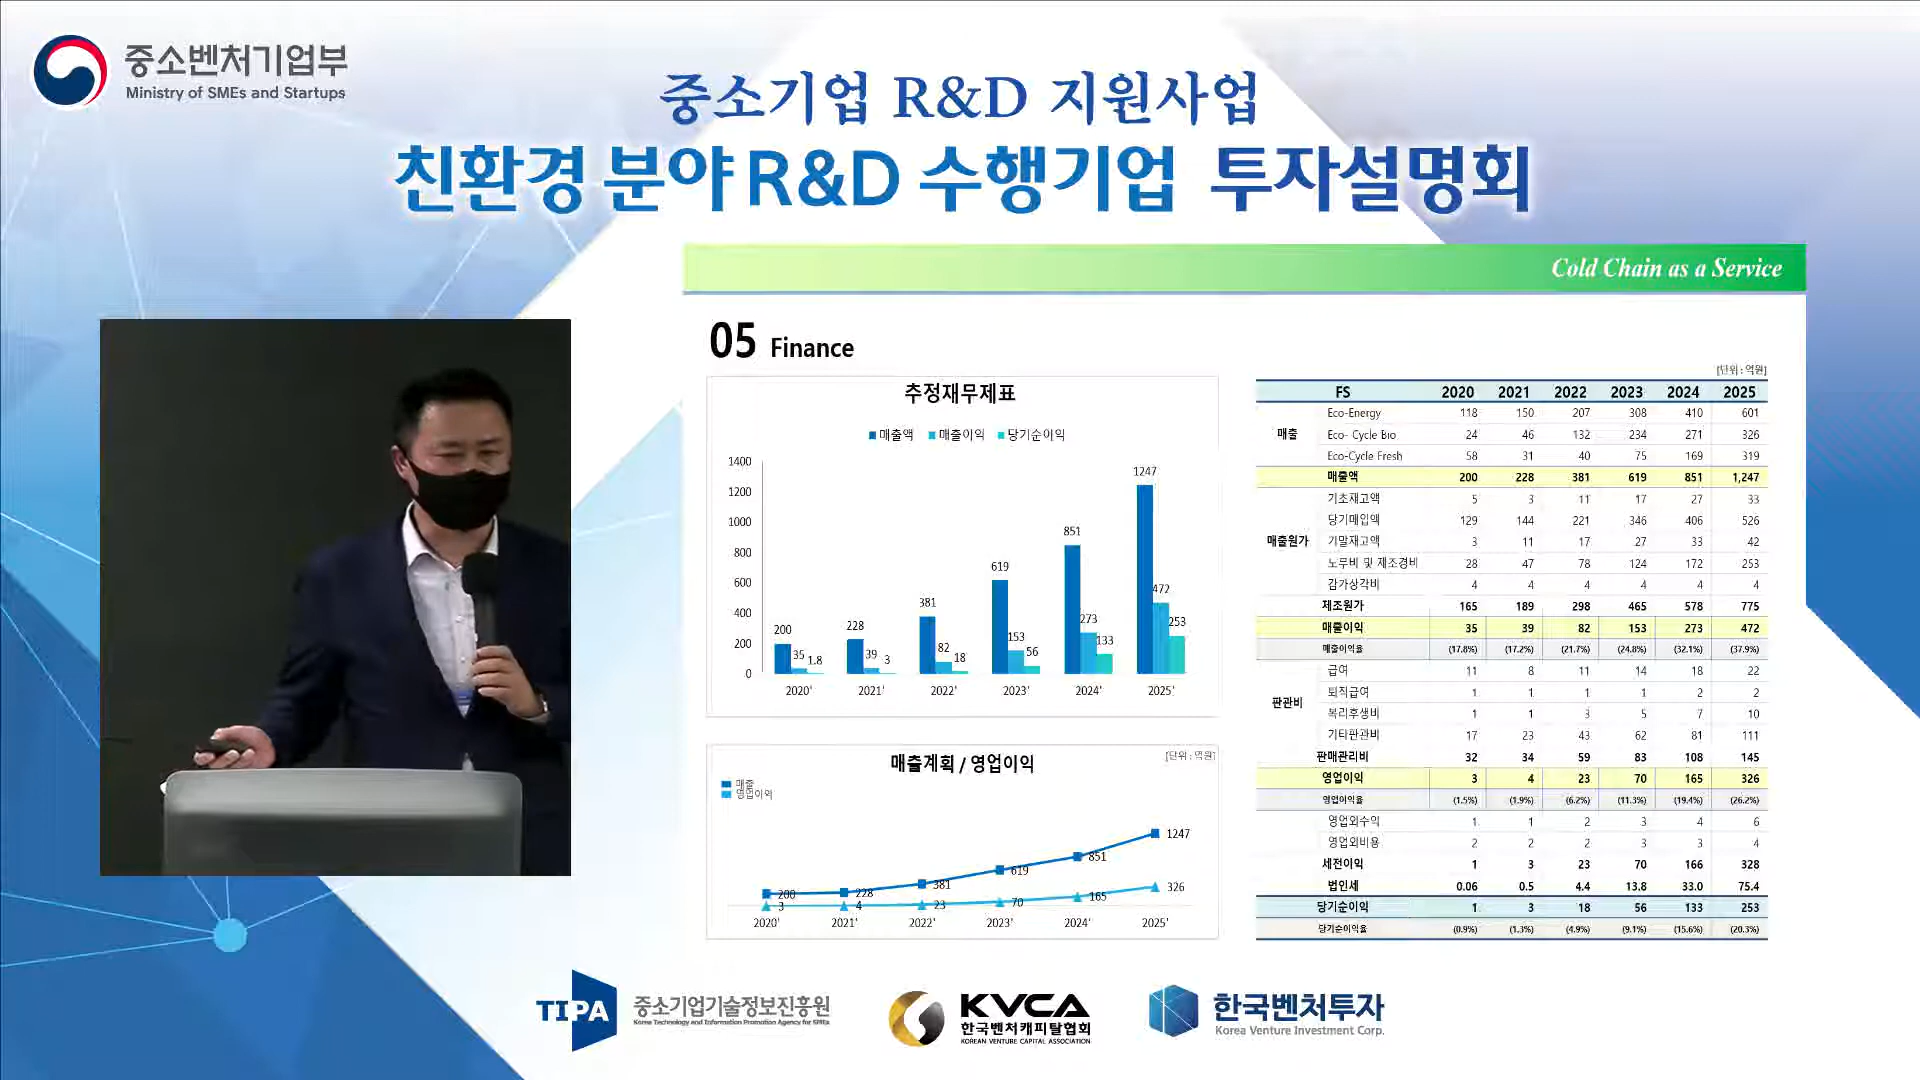 중소벤처기업부
Ministry of SMEs and Startups
중소기업 R&D 지원사업
친환경 분야 R&D 수행기업 투자설명회
Cold Chain as a Service
05 Finance
추정재무제표
매출액 매출이익 당기순이익
1400
1200
1000
800
600
400
200
0
200 35 1.8
228 39 3
381 82 18
619 153 56
851 273 133
1247 472 253
2020' 2021' 2022' 2023' 2024' 2025'
매출계획 / 영업이익
[단위 : 억원]
매출
영업이익
200 228 381 619 851 1247
3 4 23 70 165 326
2020' 2021' 2022' 2023' 2024' 2025'
[단위 : 억원]
FS 2020 2021 2022 2023 2024 2025
매출
Eco-Energy 118 150 207 308 410 601
Eco- Cycle Bio 24 46 132 234 271 326
Eco-Cycle Fresh 58 31 40 75 169 319
매출액 200 228 381 619 851 1,247
매출원가
기초재고액 5 3 11 17 27 33
당기매입액 129 144 221 346 406 526
기말재고액 3 11 17 27 33 42
노무비 및 제조경비 28 47 78 124 172 253
감가상각비 4 4 4 4 4 4
제조원가 165 189 298 465 578 775
매출이익 35 39 82 153 273 472
매출이익율 (17.8%) (17.2%) (21.7%) (24.8%) (32.1%) (37.9%)
판관비
급여 11 8 11 14 18 22
퇴직급여 1 1 1 1 2 2
복리후생비 1 1 3 5 7 10
기타판관비 17 23 43 62 81 111
판매관리비 32 34 59 83 108 145
영업이익 3 4 23 70 165 326
영업이익율 (1.5%) (1.9%) (6.2%) (11.3%) (19.4%) (26.2%)
영업외수익 1 1 2 3 4 6
영업외비용 2 2 2 3 3 4
세전이익 1 3 23 70 166 328
법인세 0.06 0.5 4.4 13.8 33.0 75.4
당기순이익 1 3 18 56 133 253
당기순이익율 (0.9%) (1.3%) (4.9%) (9.1%) (15.6%) (20.3%)
TIPA 중소기업기술정보진흥원
Korea Technology and Information Promotion Agency for SMEs
KVCA
한국벤처캐피탈협회
KOREAN VENTURE CAPITAL ASSOCIATION
한국벤처투자
Korea Venture Investment Corp.